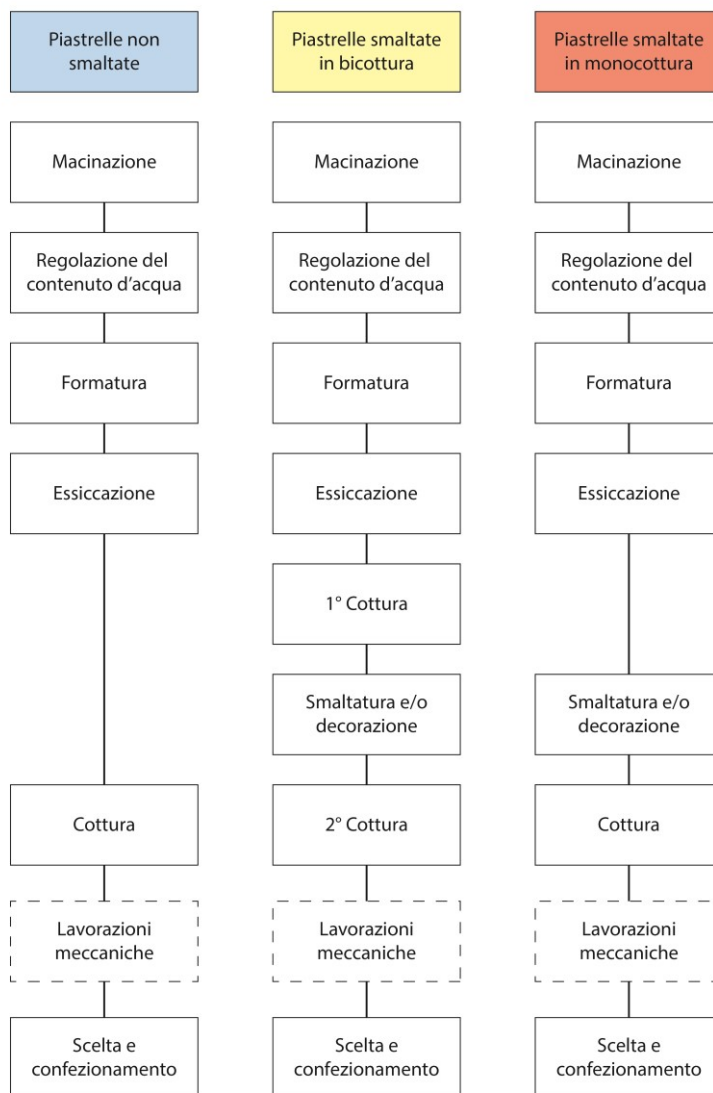 Piastrelle non
smaltate
Macinazione
Regolazione del
contenuto d'acqua
Formatura
Essiccazione
Cottura
Lavorazioni
meccaniche
Scelta e
confezionamento
Piastrelle smaltate
in bicottura
Macinazione
Regolazione del
contenuto d'acqua
Formatura
Essiccazione
1° Cottura
Smaltatura e/o
decorazione
2° Cottura
Lavorazioni
meccaniche
Scelta e
confezionamento
Piastrelle smaltate
in monocottura
Macinazione
Regolazione del
contenuto d'acqua
Formatura
Essiccazione
Smaltatura e/o
decorazione
Cottura
Lavorazioni
meccaniche
Scelta e
confezionamento